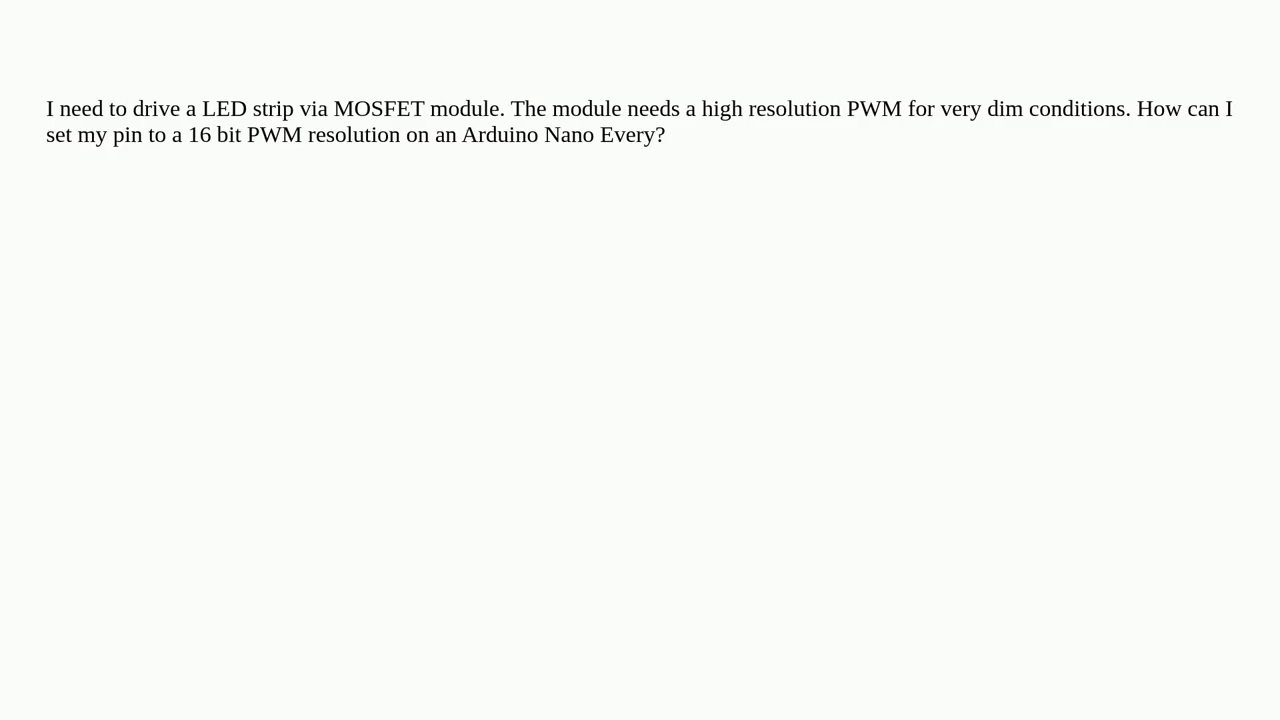 I need to drive a LED strip via MOSFET module. The module needs a high resolution PWM for very dim conditions. How can I
set my pin to a 16 bit PWM resolution on an Arduino Nano Every?